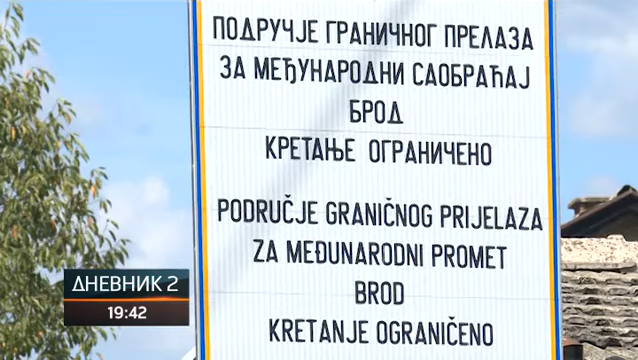 ПОДРУЧЈЕ ГРАНИЧНОГ ПРЕЛАЗА
ЗА МЕЂУНАРОДНИ САОБРАЋАЈ
БРОД
КРЕТАЊЕ ОГРАНИЧЕНО
PODRUČJE GRANIČNOG PRIJELAZA
ZA MEĐUNARODNI PROMET
BROD
KRETANJE OGRANIČENO
ДНЕВНИК 2
19:42